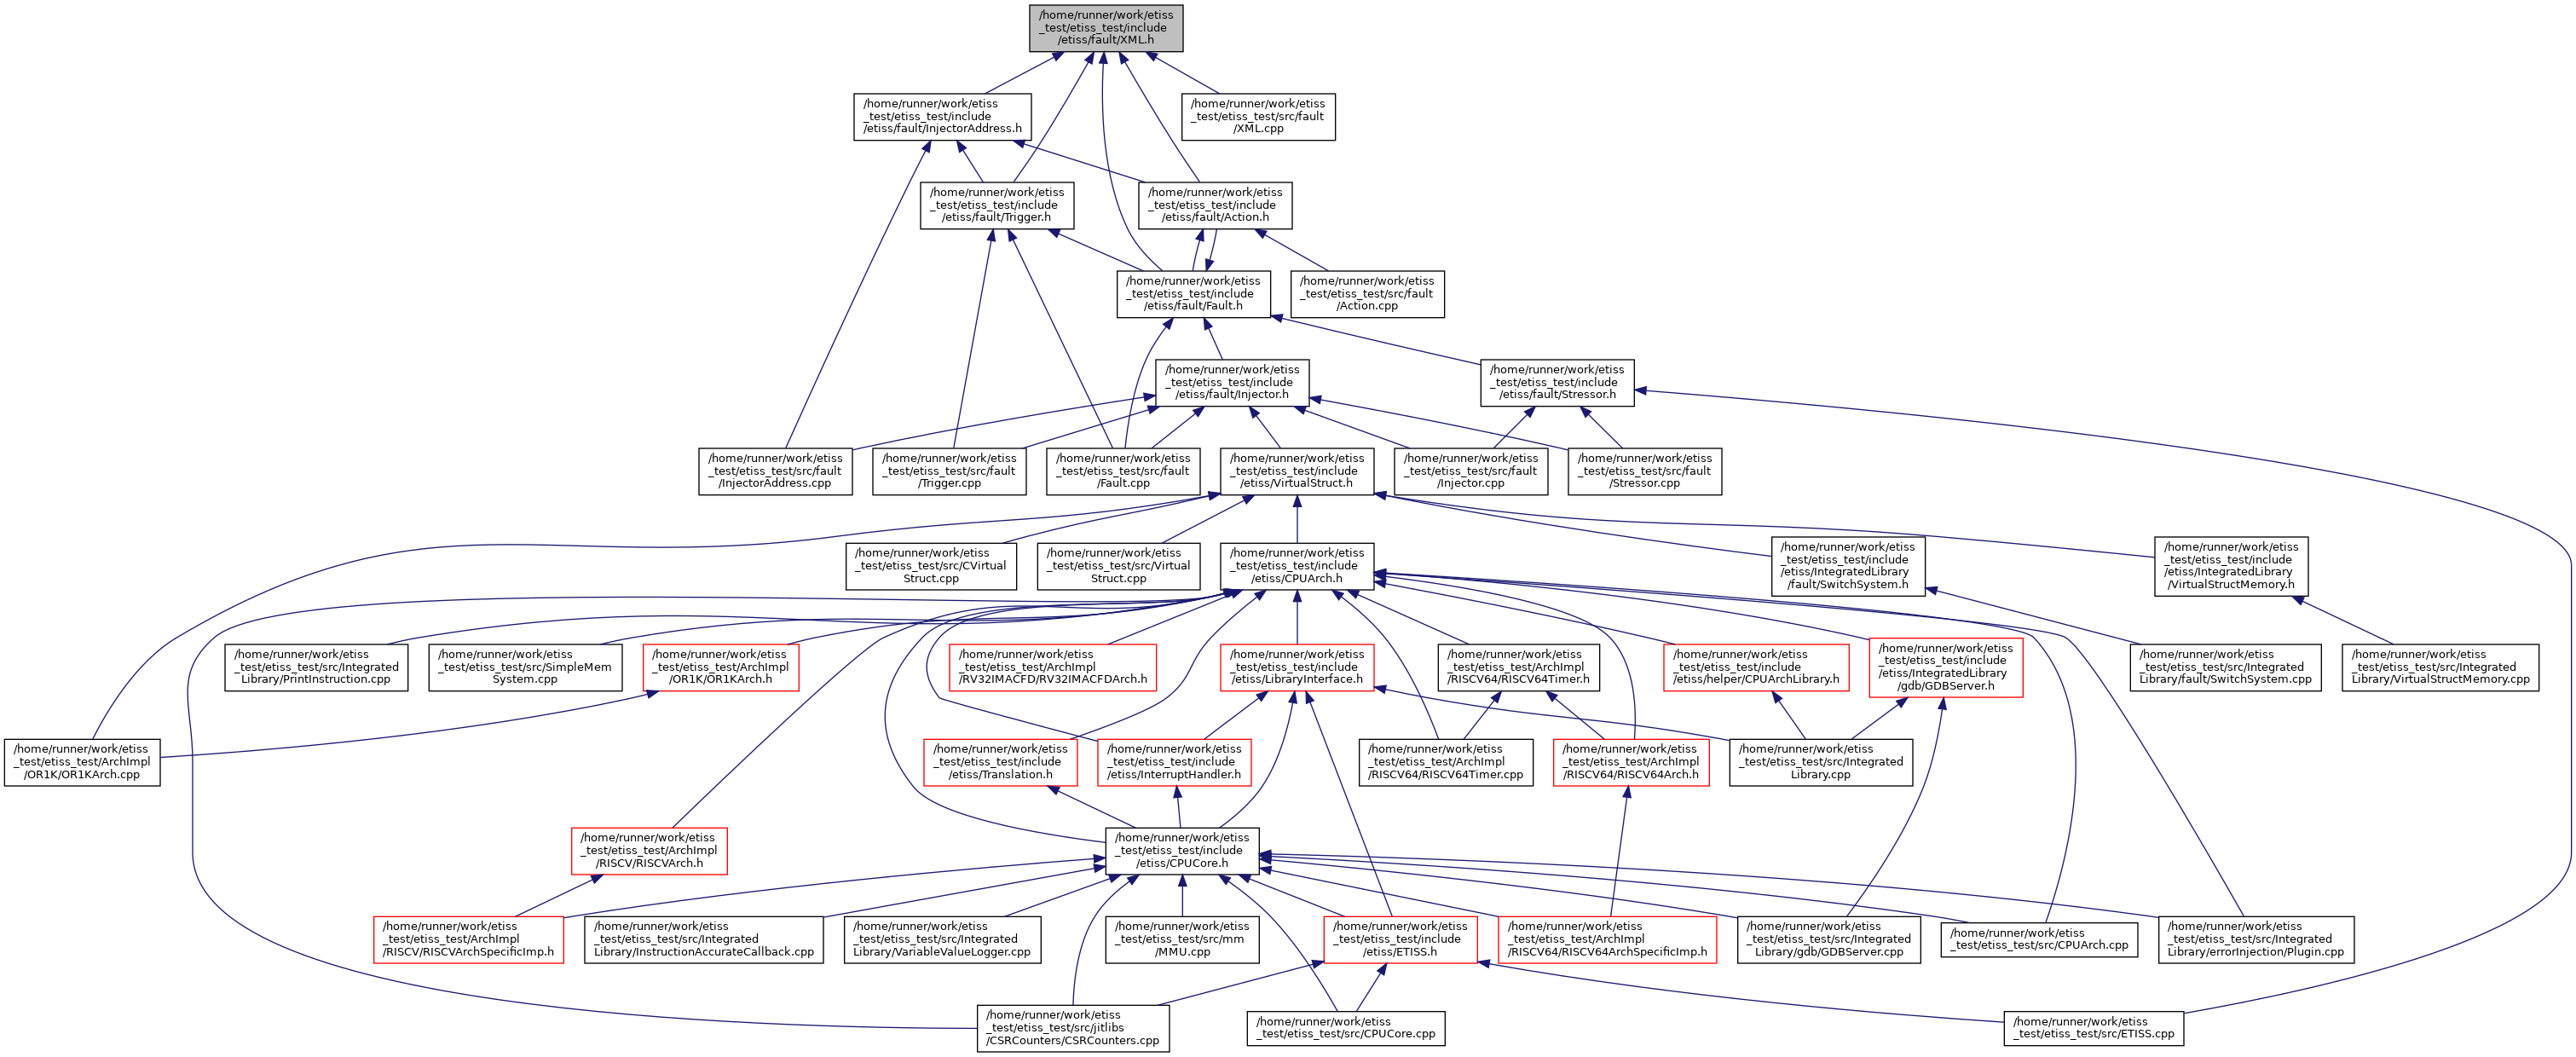 /home/runner/work/etiss
_test/etiss_test/include
/etiss/fault/XML.h
/home/runner/work/etiss
_test/etiss_test/include
/etiss/fault/InjectorAddress.h
/home/runner/work/etiss
_test/etiss_test/src/fault
/XML.cpp
/home/runner/work/etiss
_test/etiss_test/include
/etiss/fault/Trigger.h
/home/runner/work/etiss
_test/etiss_test/include
/etiss/fault/Action.h
/home/runner/work/etiss
_test/etiss_test/include
/etiss/fault/Fault.h
/home/runner/work/etiss
_test/etiss_test/src/fault
/Action.cpp
/home/runner/work/etiss
_test/etiss_test/include
/etiss/fault/Injector.h
/home/runner/work/etiss
_test/etiss_test/include
/etiss/fault/Stressor.h
/home/runner/work/etiss
_test/etiss_test/src/fault
/InjectorAddress.cpp
/home/runner/work/etiss
_test/etiss_test/src/fault
/Trigger.cpp
/home/runner/work/etiss
_test/etiss_test/src/fault
/Fault.cpp
/home/runner/work/etiss
_test/etiss_test/include
/etiss/VirtualStruct.h
/home/runner/work/etiss
_test/etiss_test/src/fault
/Injector.cpp
/home/runner/work/etiss
_test/etiss_test/src/fault
/Stressor.cpp
/home/runner/work/etiss
_test/etiss_test/src/CVirtual
Struct.cpp
/home/runner/work/etiss
_test/etiss_test/src/Virtual
Struct.cpp
/home/runner/work/etiss
_test/etiss_test/include
/etiss/CPUArch.h
/home/runner/work/etiss
_test/etiss_test/include
/etiss/IntegratedLibrary
/fault/SwitchSystem.h
/home/runner/work/etiss
_test/etiss_test/include
/etiss/IntegratedLibrary
/VirtualStructMemory.h
/home/runner/work/etiss
_test/etiss_test/src/Integrated
Library/PrintInstruction.cpp
/home/runner/work/etiss
_test/etiss_test/src/SimpleMem
System.cpp
/home/runner/work/etiss
_test/etiss_test/ArchImpl
/OR1K/OR1KArch.h
/home/runner/work/etiss
_test/etiss_test/ArchImpl
/RV32IMACFD/RV32IMACFDArch.h
/home/runner/work/etiss
_test/etiss_test/include
/etiss/LibraryInterface.h
/home/runner/work/etiss
_test/etiss_test/ArchImpl
/RISCV64/RISCV64Timer.h
/home/runner/work/etiss
_test/etiss_test/include
/etiss/helper/CPUArchLibrary.h
/home/runner/work/etiss
_test/etiss_test/include
/etiss/IntegratedLibrary
/gdb/GDBServer.h
/home/runner/work/etiss
_test/etiss_test/src/Integrated
Library/fault/SwitchSystem.cpp
/home/runner/work/etiss
_test/etiss_test/src/Integrated
Library/VirtualStructMemory.cpp
/home/runner/work/etiss
_test/etiss_test/ArchImpl
/OR1K/OR1KArch.cpp
/home/runner/work/etiss
_test/etiss_test/include
/etiss/Translation.h
/home/runner/work/etiss
_test/etiss_test/include
/etiss/InterruptHandler.h
/home/runner/work/etiss
_test/etiss_test/ArchImpl
/RISCV64/RISCV64Timer.cpp
/home/runner/work/etiss
_test/etiss_test/ArchImpl
/RISCV64/RISCV64Arch.h
/home/runner/work/etiss
_test/etiss_test/src/Integrated
Library.cpp
/home/runner/work/etiss
_test/etiss_test/ArchImpl
/RISCV/RISCVArch.h
/home/runner/work/etiss
_test/etiss_test/include
/etiss/CPUCore.h
/home/runner/work/etiss
_test/etiss_test/ArchImpl
/RISCV/RISCVArchSpecificImp.h
/home/runner/work/etiss
_test/etiss_test/src/Integrated
Library/InstructionAccurateCallback.cpp
/home/runner/work/etiss
_test/etiss_test/src/Integrated
Library/VariableValueLogger.cpp
/home/runner/work/etiss
_test/etiss_test/src/mm
/MMU.cpp
/home/runner/work/etiss
_test/etiss_test/include
/etiss/ETISS.h
/home/runner/work/etiss
_test/etiss_test/ArchImpl
/RISCV64/RISCV64ArchSpecificImp.h
/home/runner/work/etiss
_test/etiss_test/src/Integrated
Library/gdb/GDBServer.cpp
/home/runner/work/etiss
_test/etiss_test/src/CPUArch.cpp
/home/runner/work/etiss
_test/etiss_test/src/Integrated
Library/errorInjection/Plugin.cpp
/home/runner/work/etiss
_test/etiss_test/src/jitlibs
/CSRCounters/CSRCounters.cpp
/home/runner/work/etiss
_test/etiss_test/src/CPUCore.cpp
/home/runner/work/etiss
_test/etiss_test/src/ETISS.cpp